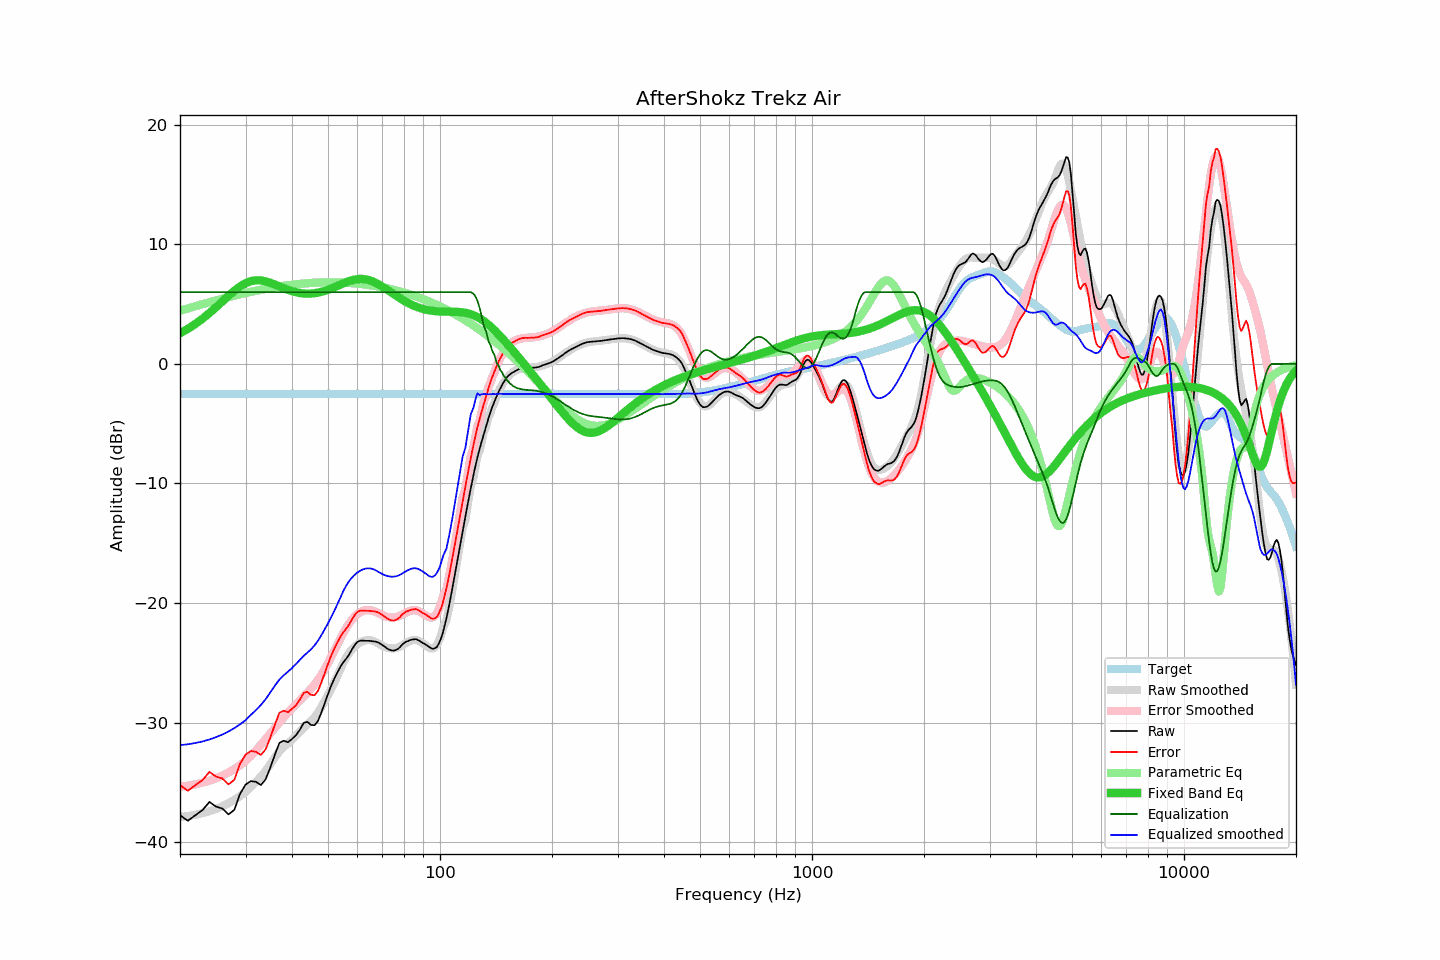 AfterShokz Trekz Air
20
10
0
−10
−20
−30
−40
Amplitude (dBr)
100
1000
10000
Frequency (Hz)
Target
Raw Smoothed
Error Smoothed
Raw
Error
Parametric Eq
Fixed Band Eq
Equalization
Equalized smoothed